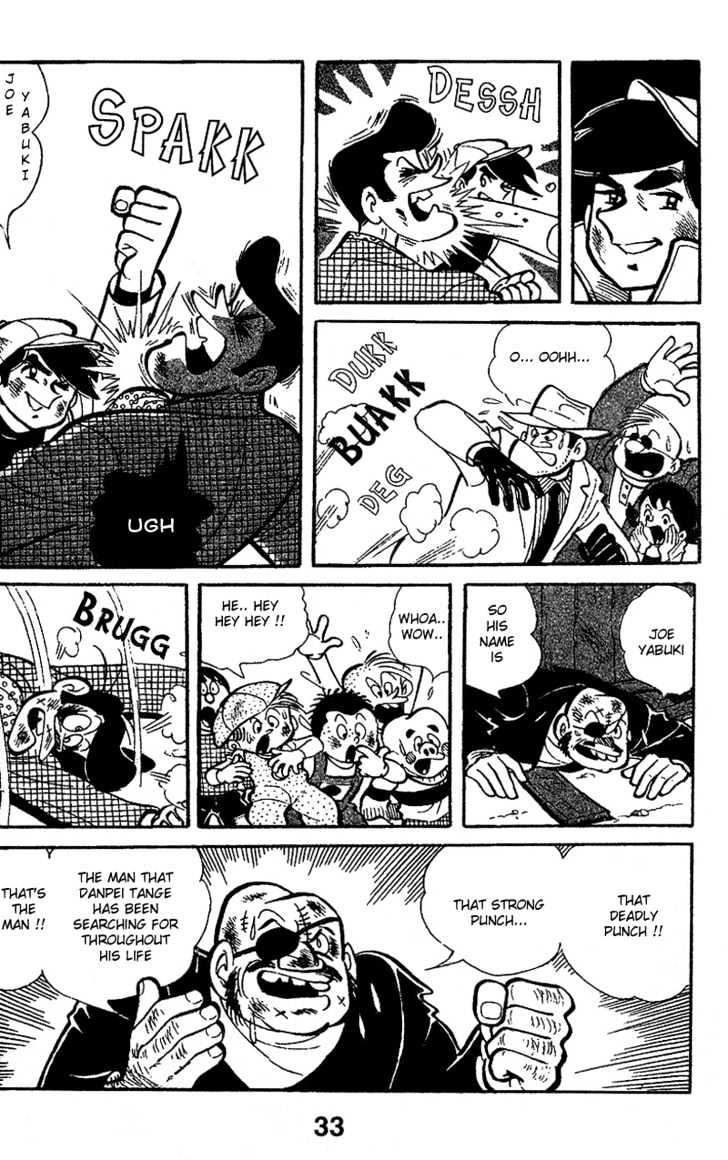 DESSH
O... OOHH...
DUKK
BUAKK
DEG
SPAKK
UGH
JOE
YABUKI
JOE
YABUKI
SO
HIS
NAME
IS
WHOA..
WOW..
HE.. HEY
HEY HEY !!
BRUGG
THAT
DEADLY
PUNCH !!
THAT STRONG
PUNCH...
THE MAN THAT
DANPEI TANGE
HAS BEEN
SEARCHING FOR
THROUGHOUT
HIS LIFE
THAT'S
THE
MAN !!
33